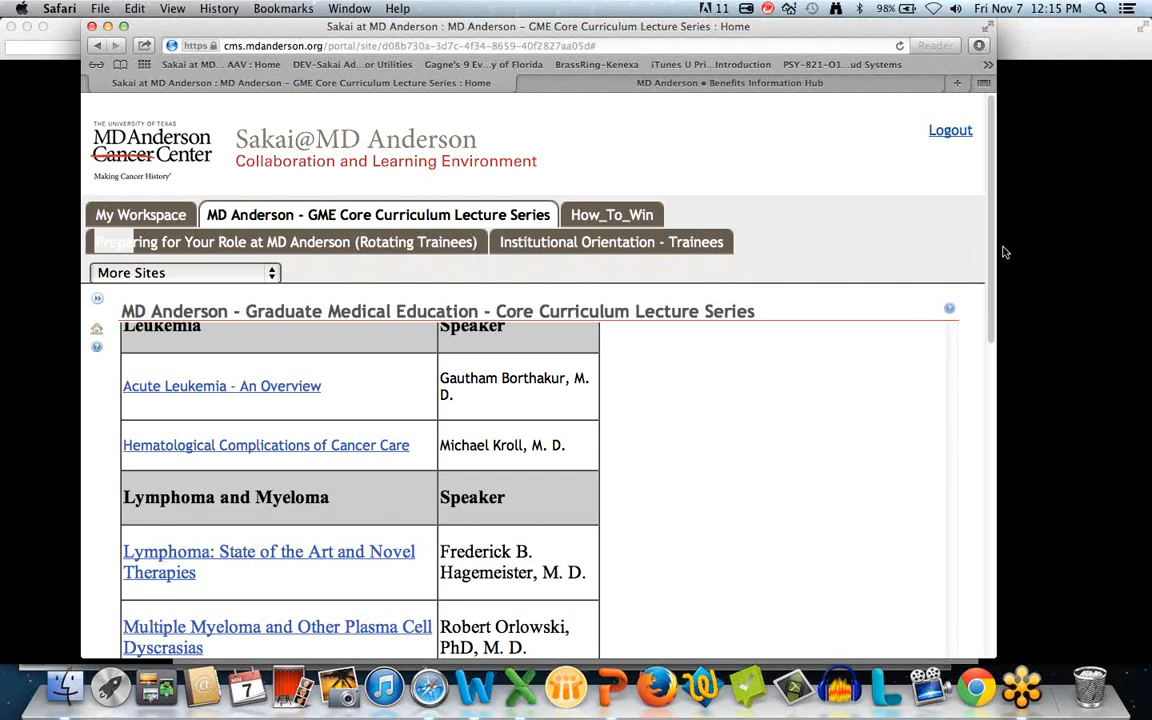 Safari File Edit View History Bookmarks Window Help
11 98% Fri Nov 7 12:15 PM
Sakai at MD Anderson : MD Anderson - GME Core Curriculum Lecture Series : Home
https cms.mdanderson.org/portal/site/d08b730a-3d7c-4f34-8659-40f2827aa05d# Reader
Sakai at MD... AAV : Home DEV-Sakai Ad...or Utilities Gagne's 9 Ev...y of Florida BrassRing-Kenexa iTunes U Pri...Introduction PSY-821-O1...ud Systems
Sakai at MD Anderson : MD Anderson - GME Core Curriculum Lecture Series : Home MD Anderson • Benefits Information Hub
THE UNIVERSITY OF TEXAS
MD Anderson
Cancer Center
Making Cancer History®
Sakai@MD Anderson
Collaboration and Learning Environment
Logout
My Workspace MD Anderson - GME Core Curriculum Lecture Series How_To_Win
Preparing for Your Role at MD Anderson (Rotating Trainees) Institutional Orientation - Trainees
More Sites
MD Anderson - Graduate Medical Education - Core Curriculum Lecture Series
Leukemia Speaker
Acute Leukemia - An Overview
Gautham Borthakur, M.
D.
Hematological Complications of Cancer Care Michael Kroll, M. D.
Lymphoma and Myeloma Speaker
Lymphoma: State of the Art and Novel
Therapies
Frederick B.
Hagemeister, M. D.
Multiple Myeloma and Other Plasma Cell
Dyscrasias
Robert Orlowski,
PhD, M. D.
7